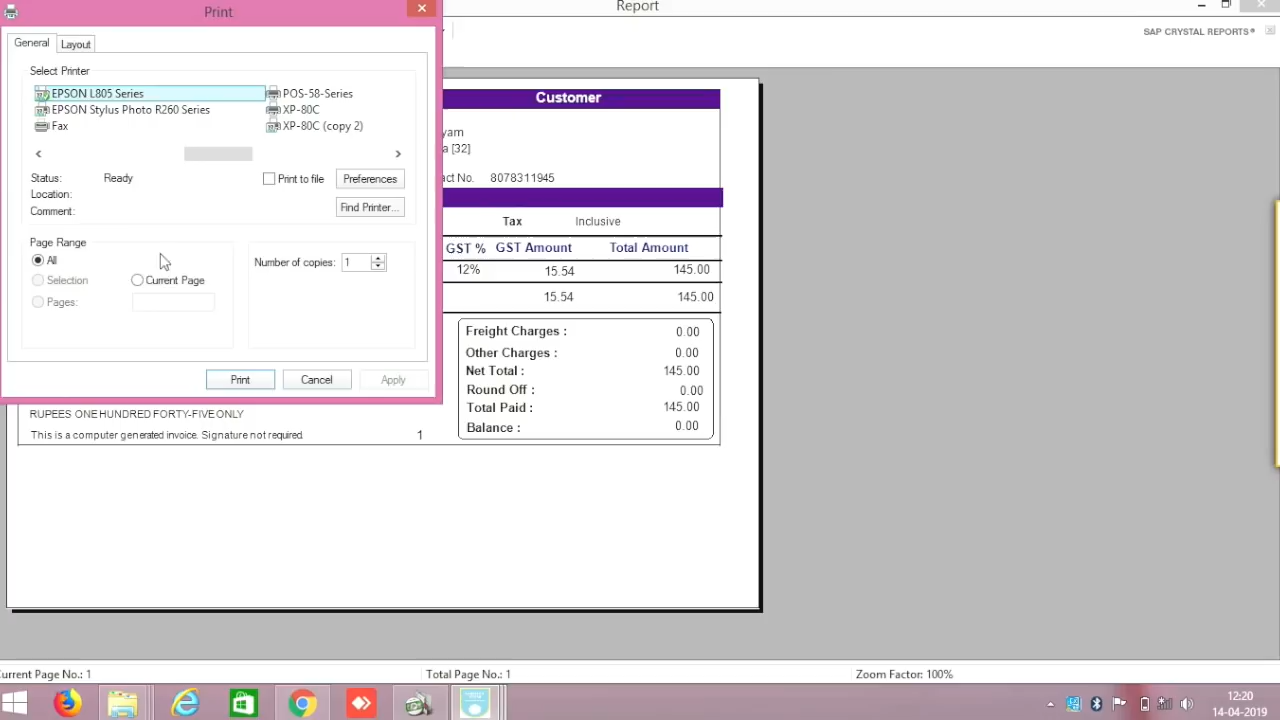 Print
General
Layout
Select Printer
EPSON L805 Series
POS-58-Series
EPSON Stylus Photo R260 Series
XP-80C
Fax
XP-80C (copy 2)
Status:
Ready
Print to file
Preferences
Location:
Comment:
Find Printer...
Page Range
All
Selection
Current Page
Pages:
Number of copies:
1
Print
Cancel
Apply
Report
SAP CRYSTAL REPORTS®
Customer
yam
a [32]
act No. 8078311945
Tax Inclusive
GST % GST Amount Total Amount
12% 15.54 145.00
15.54 145.00
Freight Charges : 0.00
Other Charges : 0.00
Net Total : 145.00
Round Off : 0.00
Total Paid : 145.00
Balance : 0.00
RUPEES ONE HUNDRED FORTY-FIVE ONLY
This is a computer generated invoice. Signature not required.
1
urrent Page No.: 1
Total Page No.: 1
Zoom Factor: 100%
12:20
14-04-2019